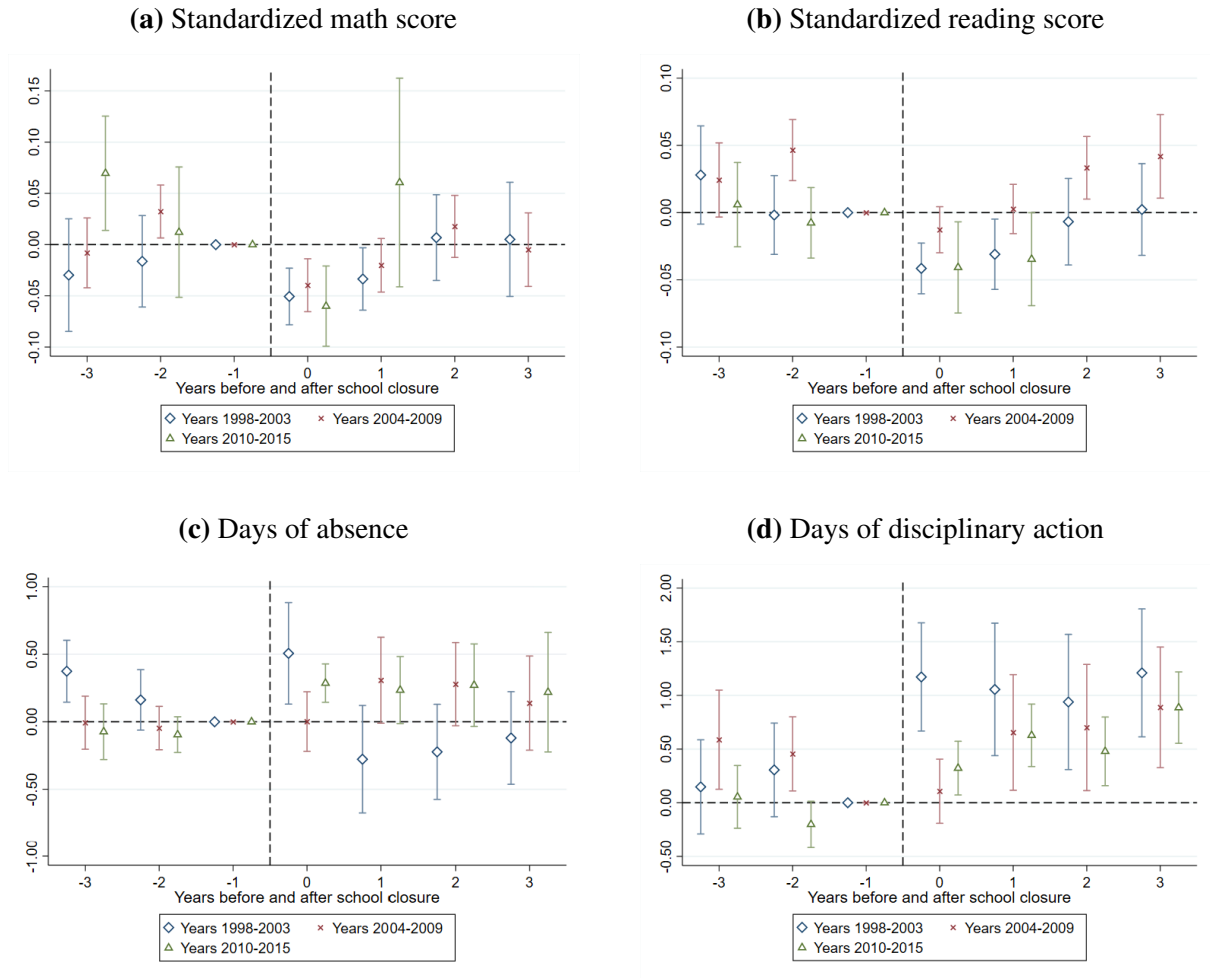 (a) Standardized math score
0.15
0.10
0.05
0.00
-0.05
-0.10
-3 -2 -1 0 1 2 3
Years before and after school closure
Years 1998-2003 Years 2004-2009
Years 2010-2015
(b) Standardized reading score
0.10
0.05
0.00
-0.05
-0.10
-3 -2 -1 0 1 2 3
Years before and after school closure
Years 1998-2003 Years 2004-2009
Years 2010-2015
(c) Days of absence
1.00
0.50
0.00
-0.50
-1.00
-3 -2 -1 0 1 2 3
Years before and after school closure
Years 1998-2003 Years 2004-2009
Years 2010-2015
(d) Days of disciplinary action
2.00
1.50
1.00
0.50
0.00
-0.50
-3 -2 -1 0 1 2 3
Years before and after school closure
Years 1998-2003 Years 2004-2009
Years 2010-2015